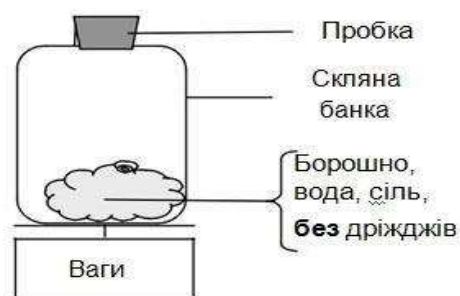 Пробка
Скляна
банка
Борошно,
вода, сіль,
без дріжджів
Ваги